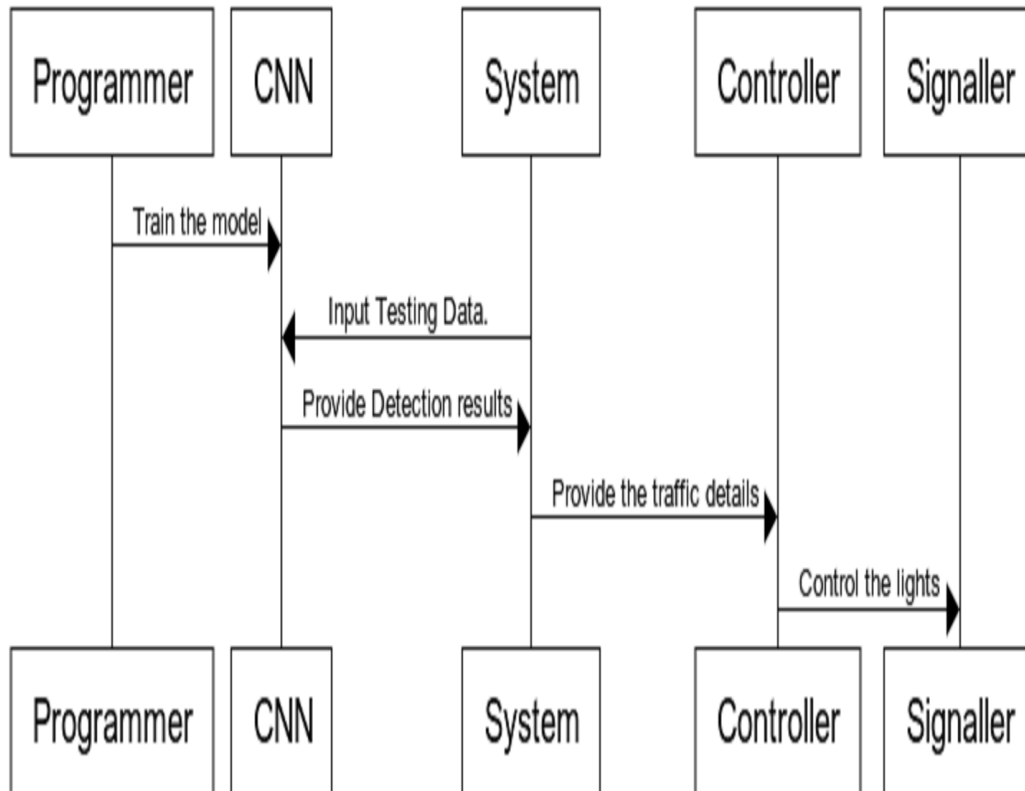 Programmer
CNN
System
Controller
Signaller
Train the model
Input Testing Data.
Provide Detection results
Provide the traffic details
Control the lights
Programmer
CNN
System
Controller
Signaller